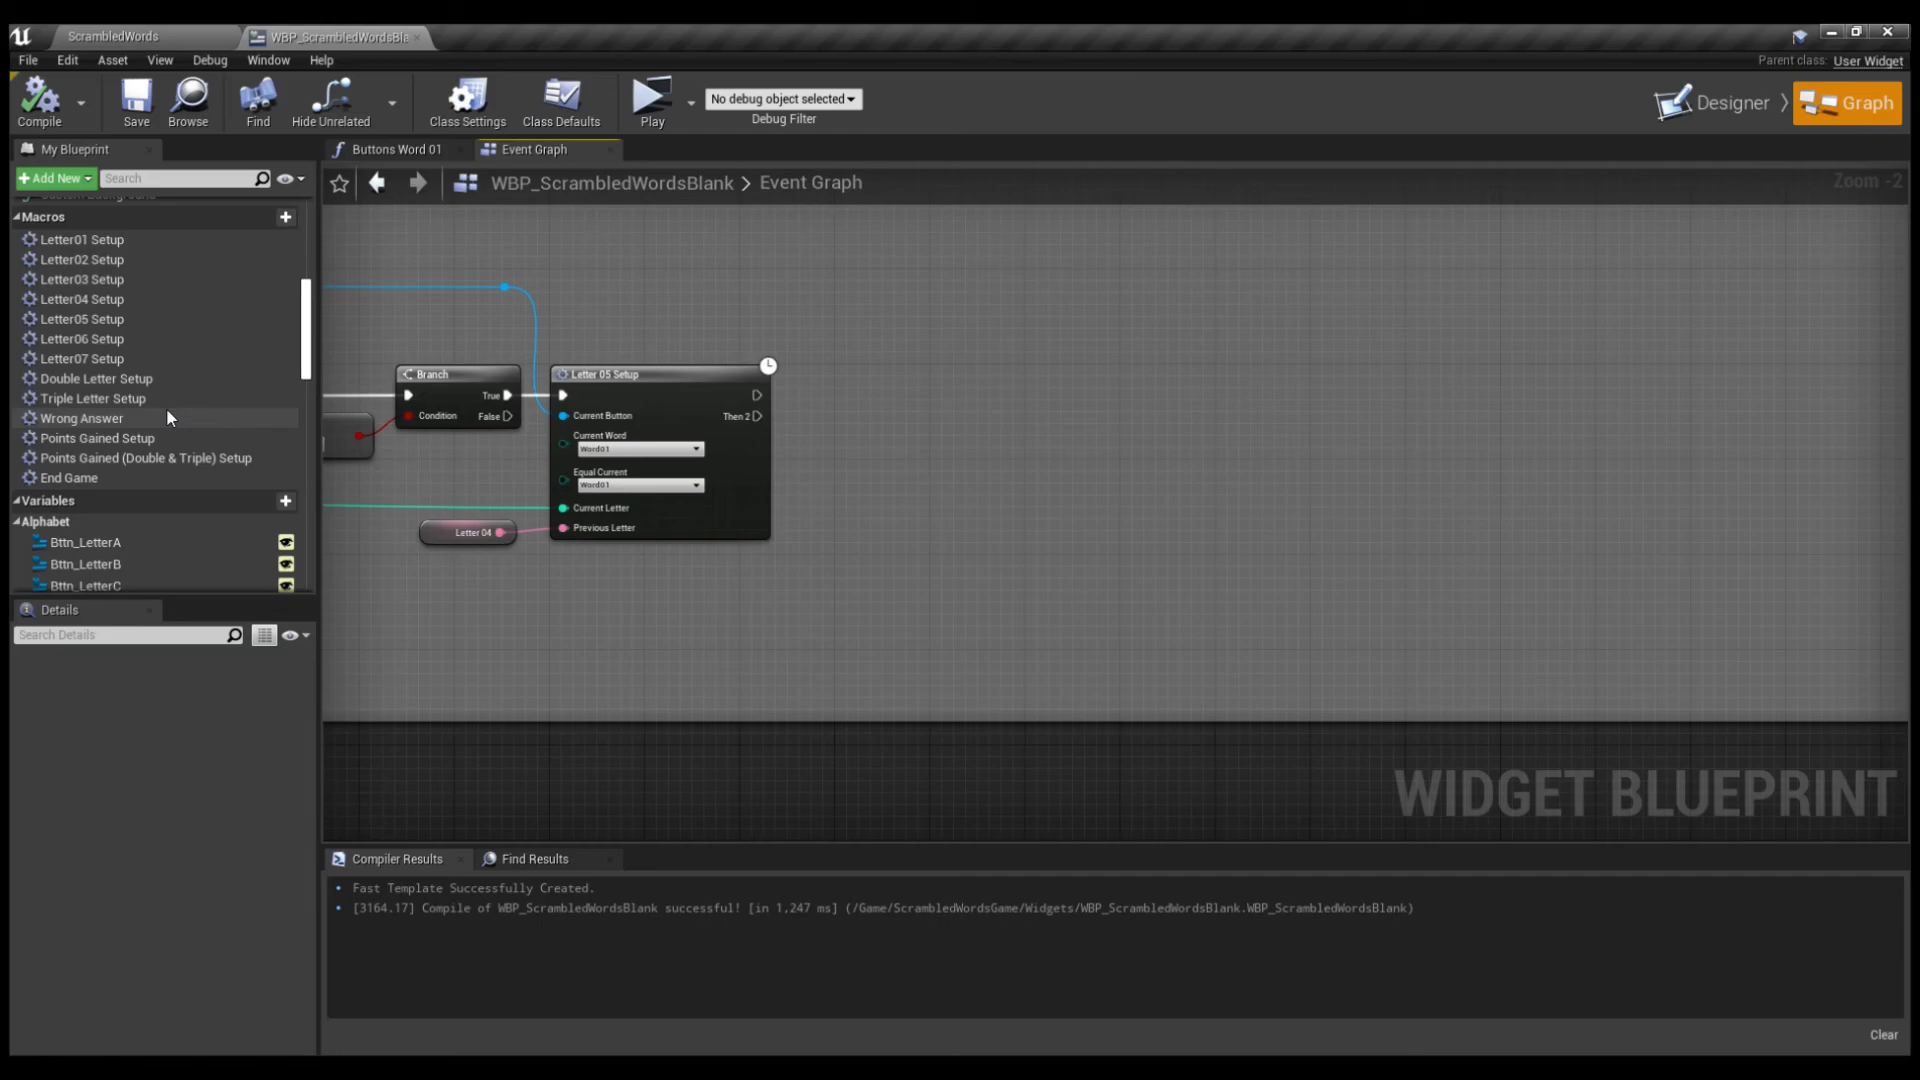 ScrambledWords
WBP_ScrambledWordsBla
File Edit Asset View Debug Window Help
Parent class: User Widget
Compile
Save
Browse
Find
Hide Unrelated
Class Settings
Class Defaults
Play
No debug object selected
Debug Filter
Designer
Graph
My Blueprint
Buttons Word 01
Event Graph
Add New
Search
WBP_ScrambledWordsBlank > Event Graph
Zoom -2
Macros
Letter01 Setup
Letter02 Setup
Letter03 Setup
Letter04 Setup
Letter05 Setup
Letter06 Setup
Letter07 Setup
Double Letter Setup
Triple Letter Setup
Wrong Answer
Points Gained Setup
Points Gained (Double & Triple) Setup
End Game
Variables
Alphabet
Bttn_LetterA
Bttn_LetterB
Bttn_LetterC
Branch
True
Condition
False
Letter 05 Setup
Current Button
Then 2
Current Word
Word01
Equal Current
Word01
Current Letter
Previous Letter
Letter 04
WIDGET BLUEPRINT
Details
Search Details
Compiler Results
Find Results
Fast Template Successfully Created.
[3164.17] Compile of WBP_ScrambledWordsBlank successful! [in 1,247 ms] (/Game/ScrambledWordsGame/Widgets/WBP_ScrambledWordsBlank.WBP_ScrambledWordsBlank)
Clear